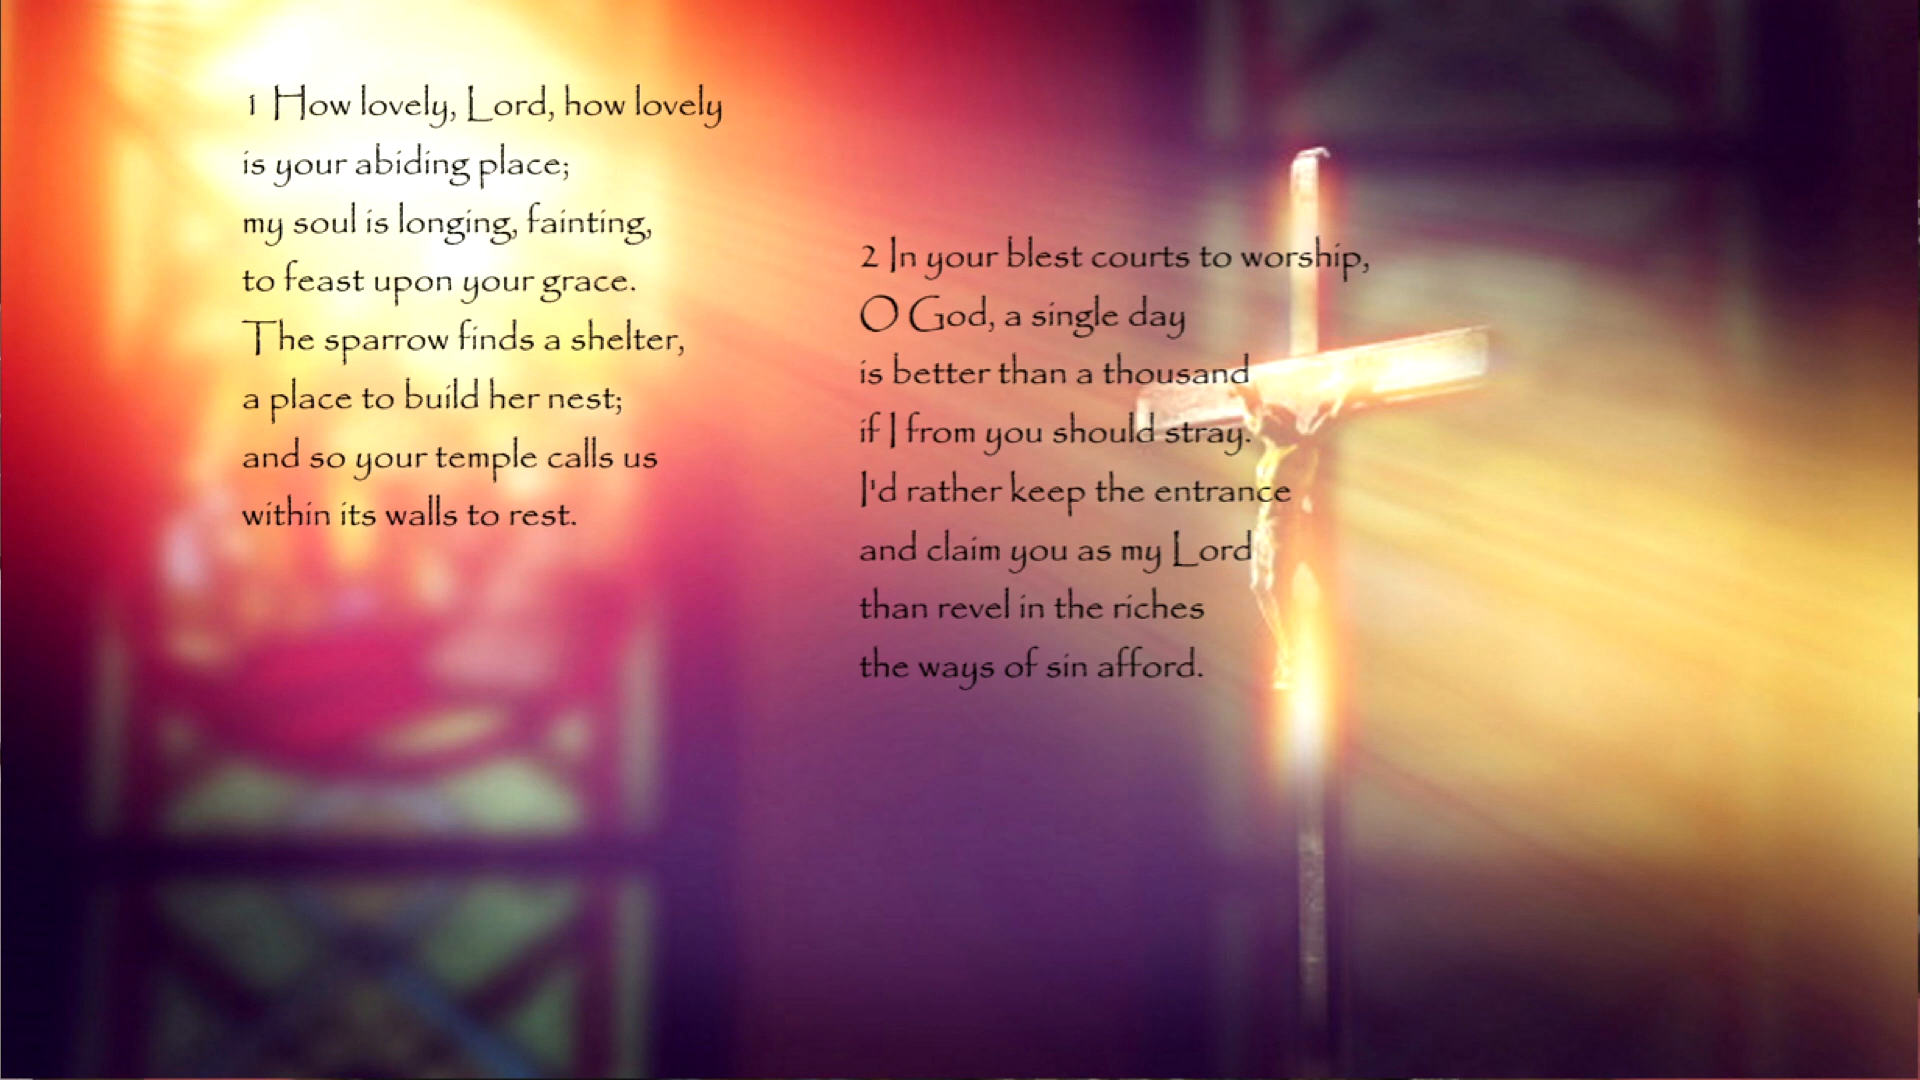 1 How lovely, Lord, how lovely
is your abiding place;
my soul is longing, fainting,
to feast upon your grace.
The sparrow finds a shelter,
a place to build her nest;
and so your temple calls us
within its walls to rest.
2 In your blest courts to worship,
O God, a single day
is better than a thousand
if I from you should stray.
I'd rather keep the entrance
and claim you as my Lord
than revel in the riches
the ways of sin afford.